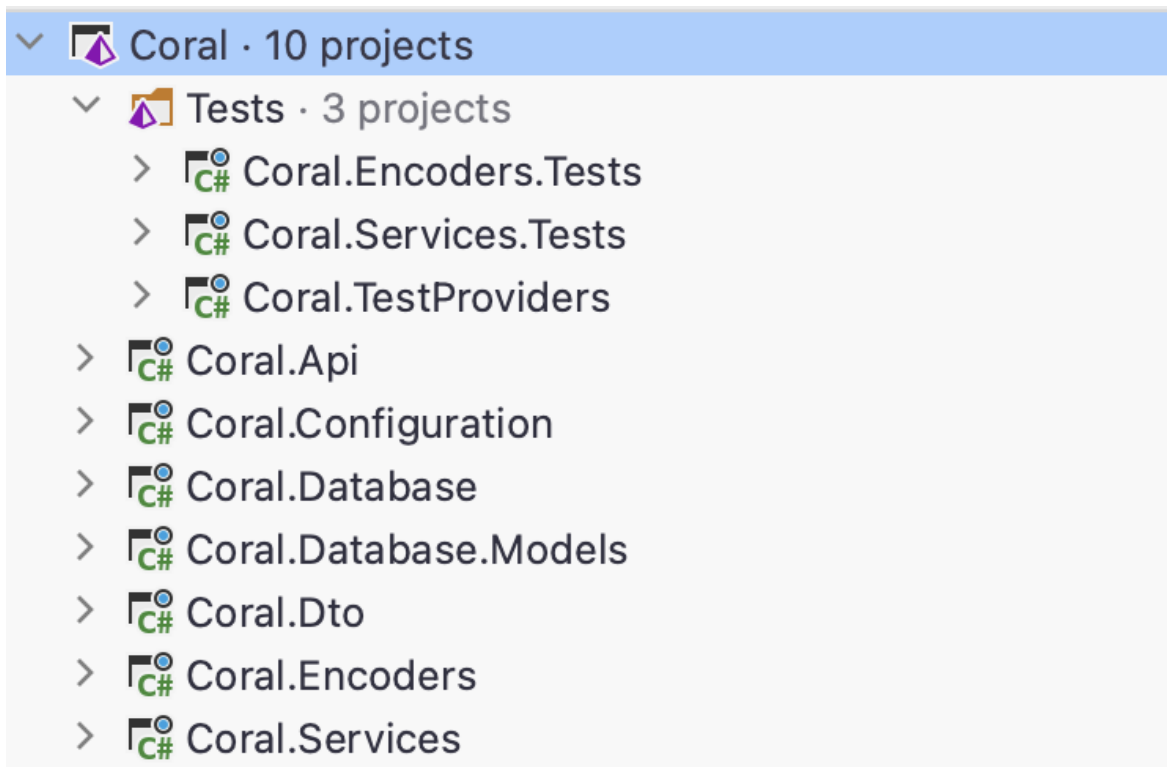 Coral · 10 projects
Tests · 3 projects
C# Coral.Encoders.Tests
C# Coral.Services.Tests
C# Coral.TestProviders
C# Coral.Api
C# Coral.Configuration
C# Coral.Database
C# Coral.Database.Models
C# Coral.Dto
C# Coral.Encoders
C# Coral.Services